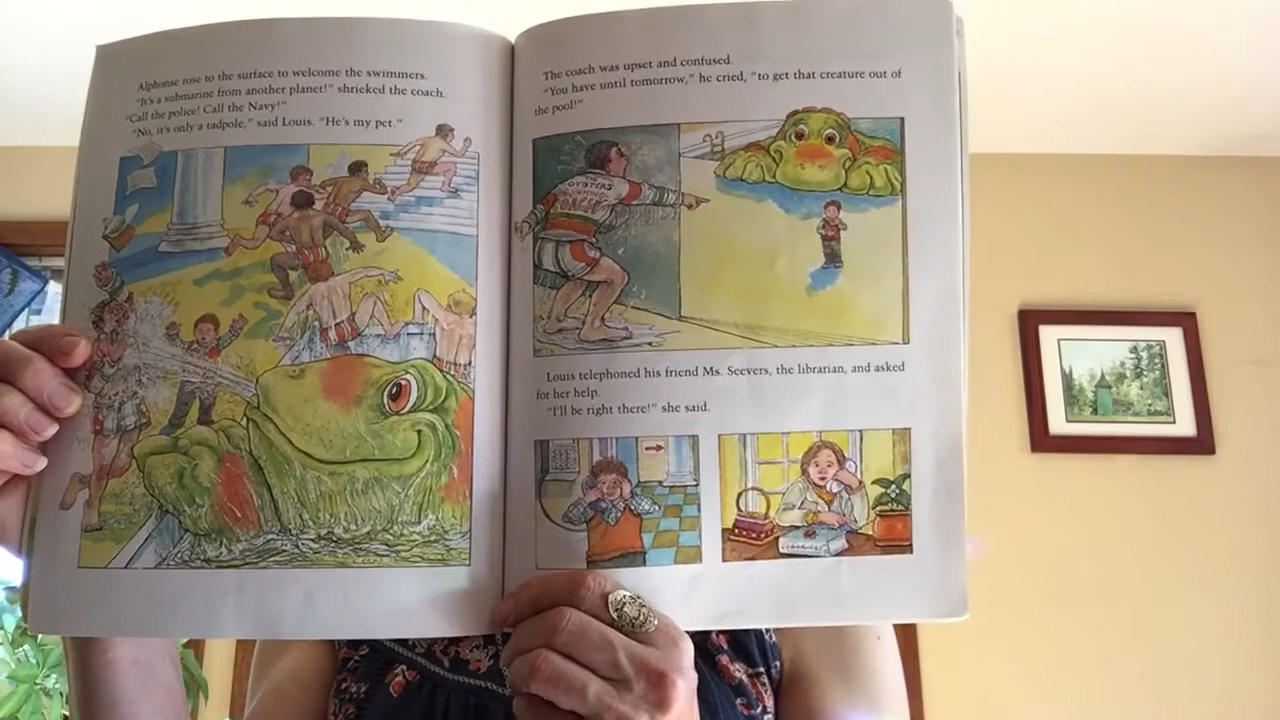 Alphonse rose to the surface to welcome the swimmers.
"It's a submarine from another planet!" shrieked the coach.
"Call the police! Call the Navy!"
"No, it's only a tadpole," said Louis. "He's my pet."
The coach was upset and confused.
"You have until tomorrow," he cried, "to get that creature out of
the pool!"
OYSTERS
Louis telephoned his friend Ms. Seevers, the librarian, and asked
for her help.
"I'll be right there!" she said.